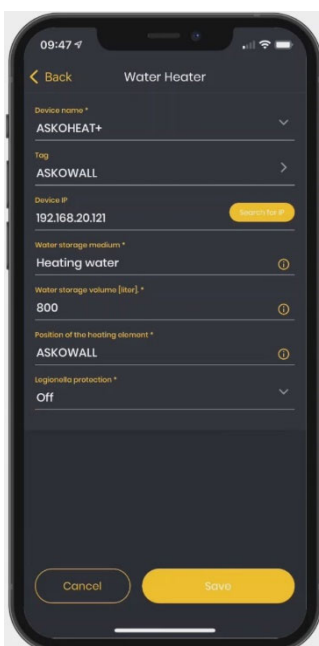 09:47
Back Water Heater
Device name *
ASKOHEAT+
Tag
ASKOWALL
Device IP
192.168.20.121 Search for IP
Water storage medium *
Heating water
Water storage volume [liter]. *
800
Position of the heating element *
ASKOWALL
Legionella protection *
Off
Cancel Save